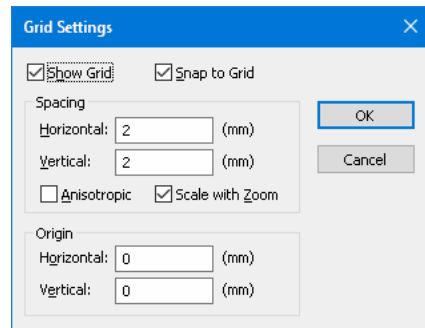 Grid Settings
Show Grid Snap to Grid
Spacing
Horizontal: 2 (mm)
OK
Vertical: 2 (mm)
Cancel
Anisotropic Scale with Zoom
Origin
Horizontal: 0 (mm)
Vertical: 0 (mm)